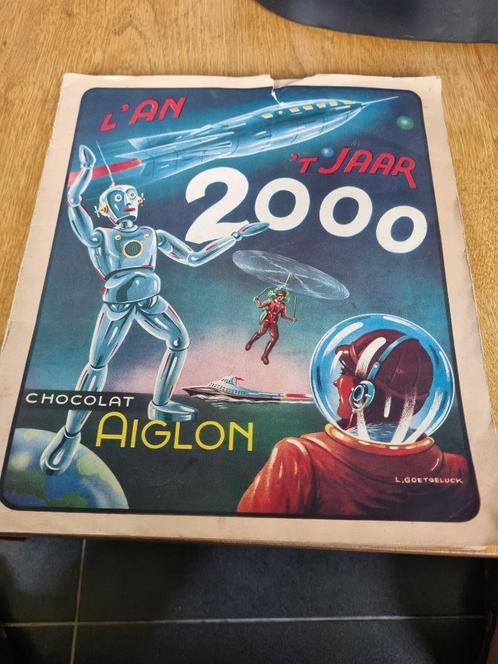 L'AN
'T JAAR
2000
CHOCOLAT
AIGLON
L. GOETGELUCK